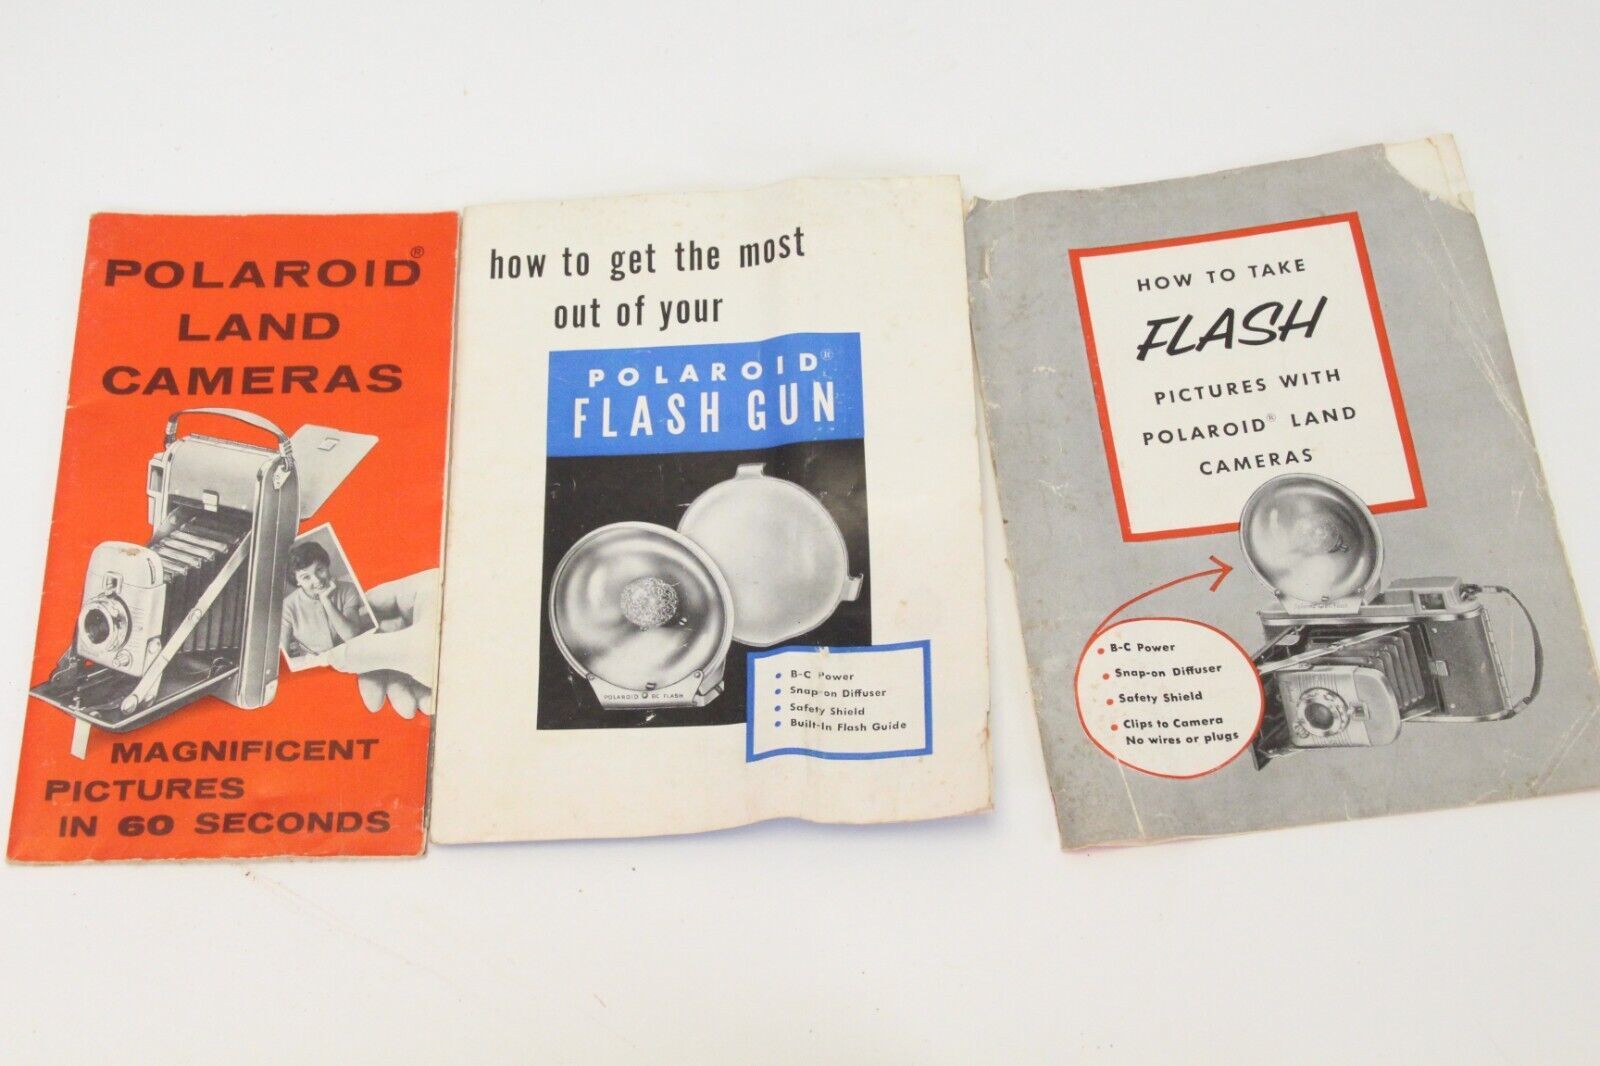 POLAROID®
LAND
CAMERAS
MAGNIFICENT
PICTURES
IN 60 SECONDS
how to get the most
out of your
POLAROID®
FLASH GUN
POLAROID BC FLASH
• B-C Power
• Snap-on Diffuser
• Safety Shield
• Built-In Flash Guide
HOW TO TAKE
FLASH
PICTURES WITH
POLAROID® LAND
CAMERAS
• B-C Power
• Snap-on Diffuser
• Safety Shield
• Clips to Camera
No wires or plugs